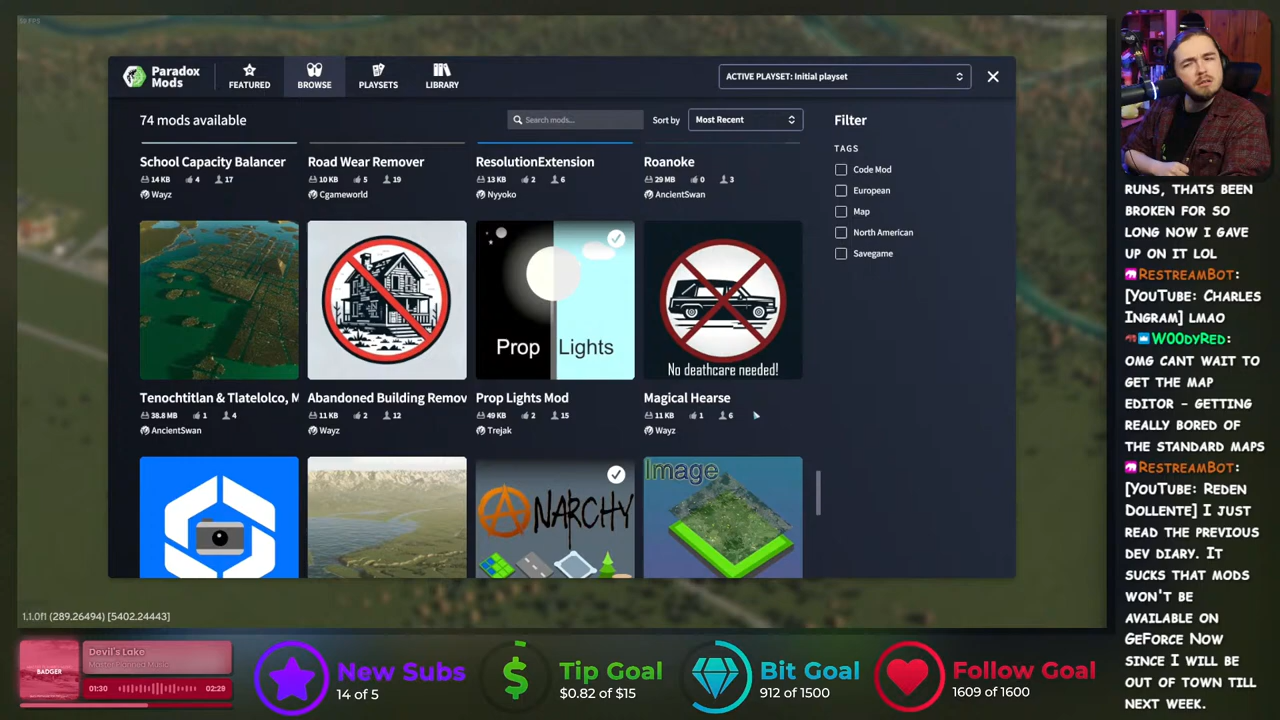 59 FPS
Paradox Mods
FEATURED
BROWSE
PLAYSETS
LIBRARY
ACTIVE PLAYSET: Initial playset
74 mods available
Search mods...
Sort by
Most Recent
Filter
TAGS
Code Mod
European
Map
North American
Savegame
School Capacity Balancer
14 KB 4 17
Wayz
Road Wear Remover
10 KB 5 19
Cgameworld
ResolutionExtension
13 KB 2 6
Nyyoko
Roanoke
29 MB 0 3
AncientSwan
Prop Lights
No deathcare needed!
Tenochtitlan & Tlatelolco, M
38.8 MB 1 4
AncientSwan
Abandoned Building Remov
11 KB 2 12
Wayz
Prop Lights Mod
49 KB 2 15
Trejak
Magical Hearse
11 KB 1 6
Wayz
ANARCHY
Image
1.1.0f1 (289.26494) [5402.24443]
BADGER
Devil's Lake
Master Planned Music
01:30
02:28
New Subs
14 of 5
Tip Goal
$0.82 of $15
Bit Goal
912 of 1500
Follow Goal
1609 of 1600
RUNS, THATS BEEN
BROKEN FOR SO
LONG NOW I GAVE
UP ON IT LOL
RESTREAMBOT:
[YOUTUBE: CHARLES
INGRAM] LMAO
W00DYRED:
OMG CANT WAIT TO
GET THE MAP
EDITOR - GETTING
REALLY BORED OF
THE STANDARD MAPS
RESTREAMBOT:
[YOUTUBE: REDEN
DOLLENTE] I JUST
READ THE PREVIOUS
DEV DIARY. IT
SUCKS THAT MODS
WON'T BE
AVAILABLE ON
GEFORCE NOW
SINCE I WILL BE
OUT OF TOWN TILL
NEXT WEEK.